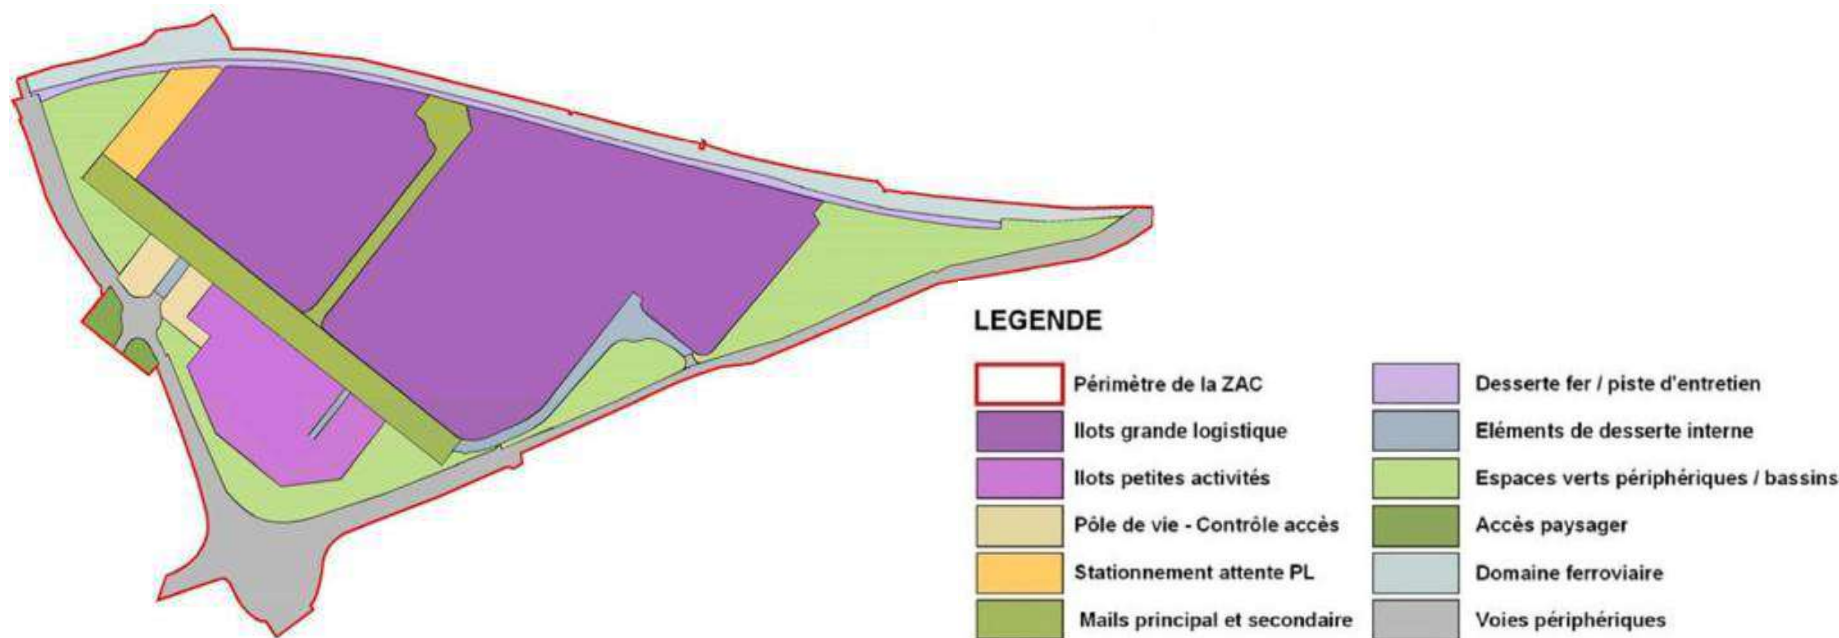 LEGENDE
Périmètre de la ZAC
Ilots grande logistique
Ilots petites activités
Pôle de vie - Contrôle accès
Stationnement attente PL
Mails principal et secondaire
Desserte fer / piste d'entretien
Eléments de desserte interne
Espaces verts périphériques / bassins
Accès paysager
Domaine ferroviaire
Voies périphériques